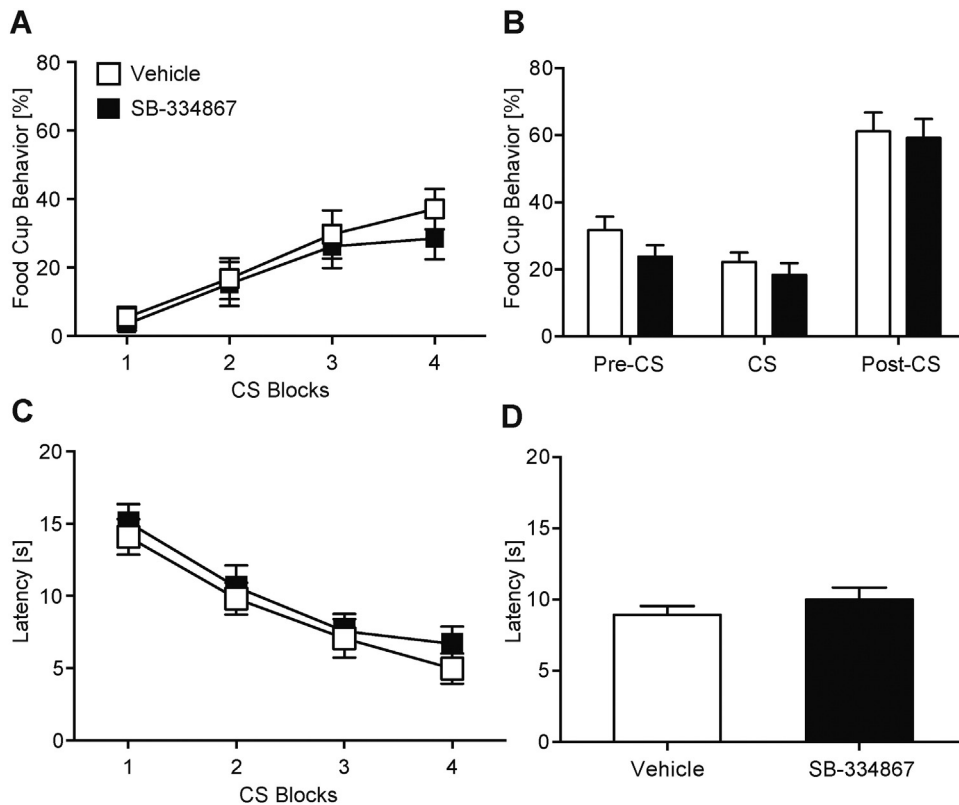 A
Food Cup Behavior [%]
80
60
40
20
0
Vehicle
SB-334867
1 2 3 4
CS Blocks
B
Food Cup Behavior [%]
80
60
40
20
0
Pre-CS CS Post-CS
C
Latency [s]
20
15
10
5
0
1 2 3 4
CS Blocks
D
Latency [s]
20
15
10
5
0
Vehicle SB-334867